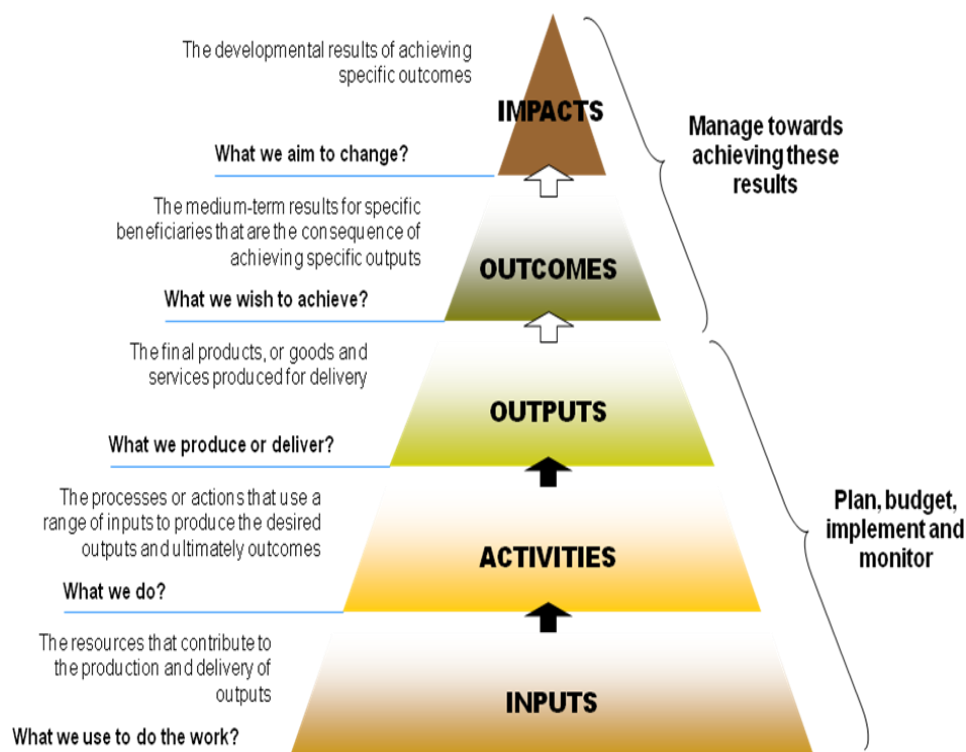 The developmental results of achieving
specific outcomes
IMPACTS
What we aim to change?
Manage towards
achieving these
results
The medium-term results for specific
beneficiaries that are the consequence of
achieving specific outputs
OUTCOMES
What we wish to achieve?
The final products, or goods and
services produced for delivery
OUTPUTS
What we produce or deliver?
The processes or actions that use a
range of inputs to produce the desired
outputs and ultimately outcomes
ACTIVITIES
What we do?
Plan, budget,
implement and
monitor
The resources that contribute to
the production and delivery of
outputs
INPUTS
What we use to do the work?